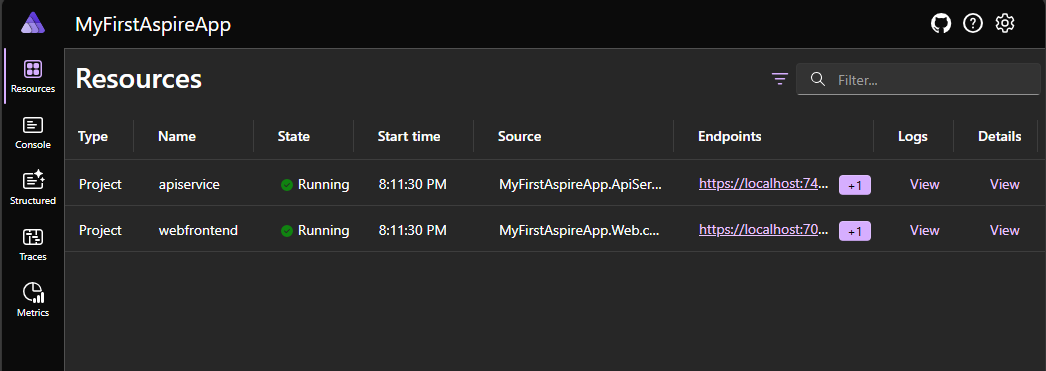 MyFirstAspireApp
Resources
Filter...
Resources
Console
Structured
Traces
Metrics
Type Name State Start time Source Endpoints Logs Details
Project apiservice Running 8:11:30 PM MyFirstAspireApp.ApiSer... https://localhost:74... +1 View View
Project webfrontend Running 8:11:30 PM MyFirstAspireApp.Web.c... https://localhost:70... +1 View View